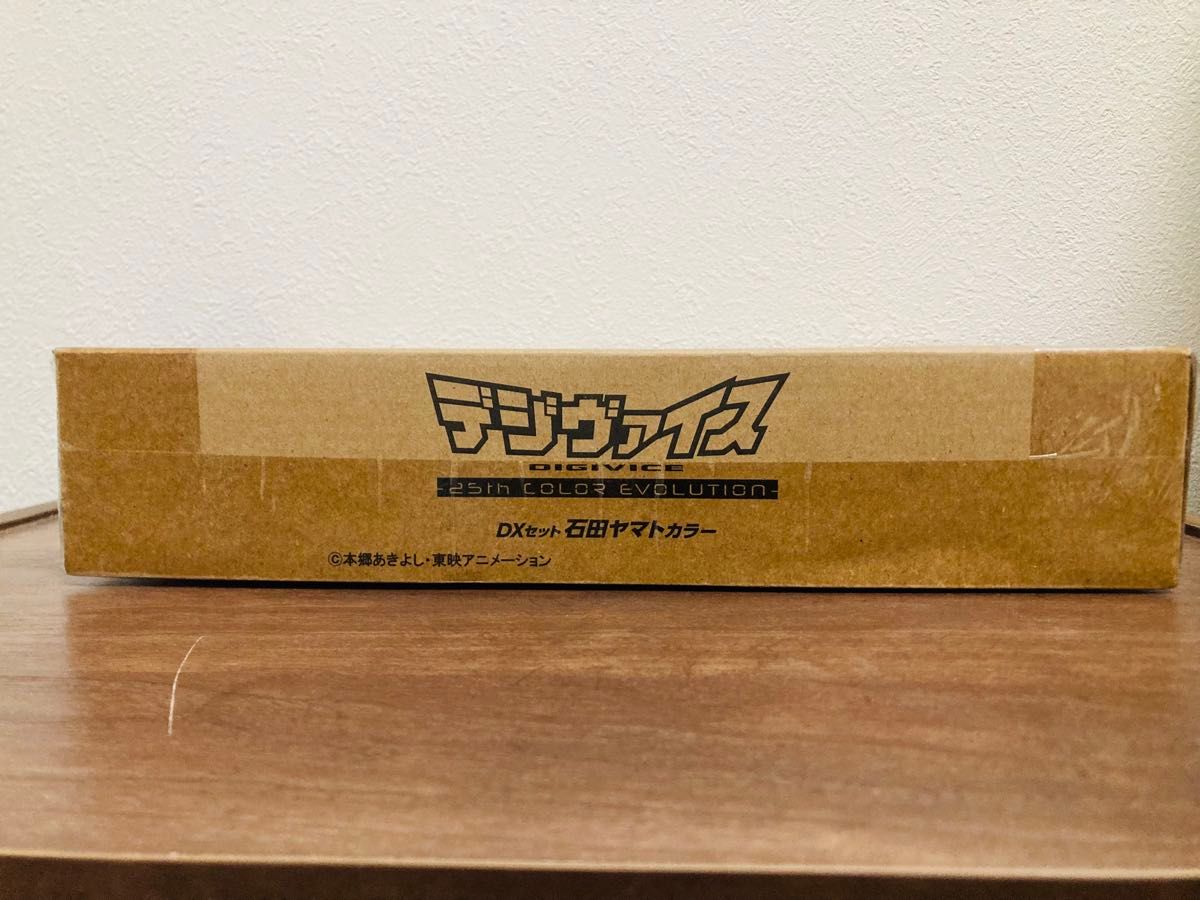 デジヴァイス
DIGIVICE
-25th COLOR EVOLUTION-
DXセット 石田ヤマトカラー
©本郷あきよし・東映アニメーション